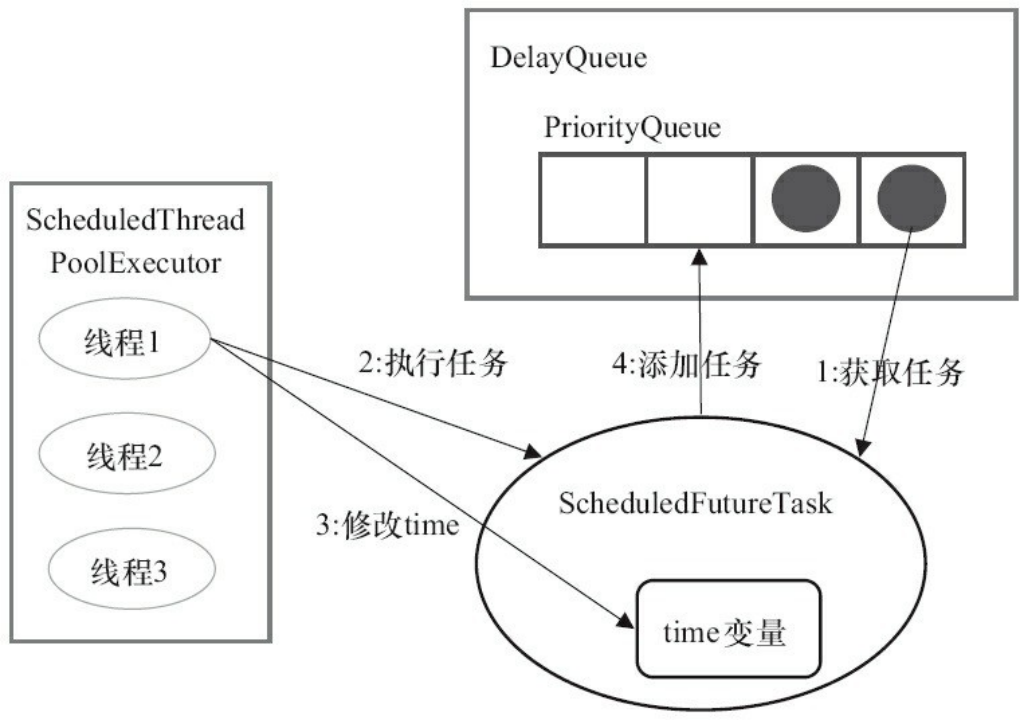 DelayQueue
PriorityQueue
ScheduledThread
PoolExecutor
线程1
线程2
线程3
2:执行任务
4:添加任务
1:获取任务
3:修改time
ScheduledFutureTask
time变量